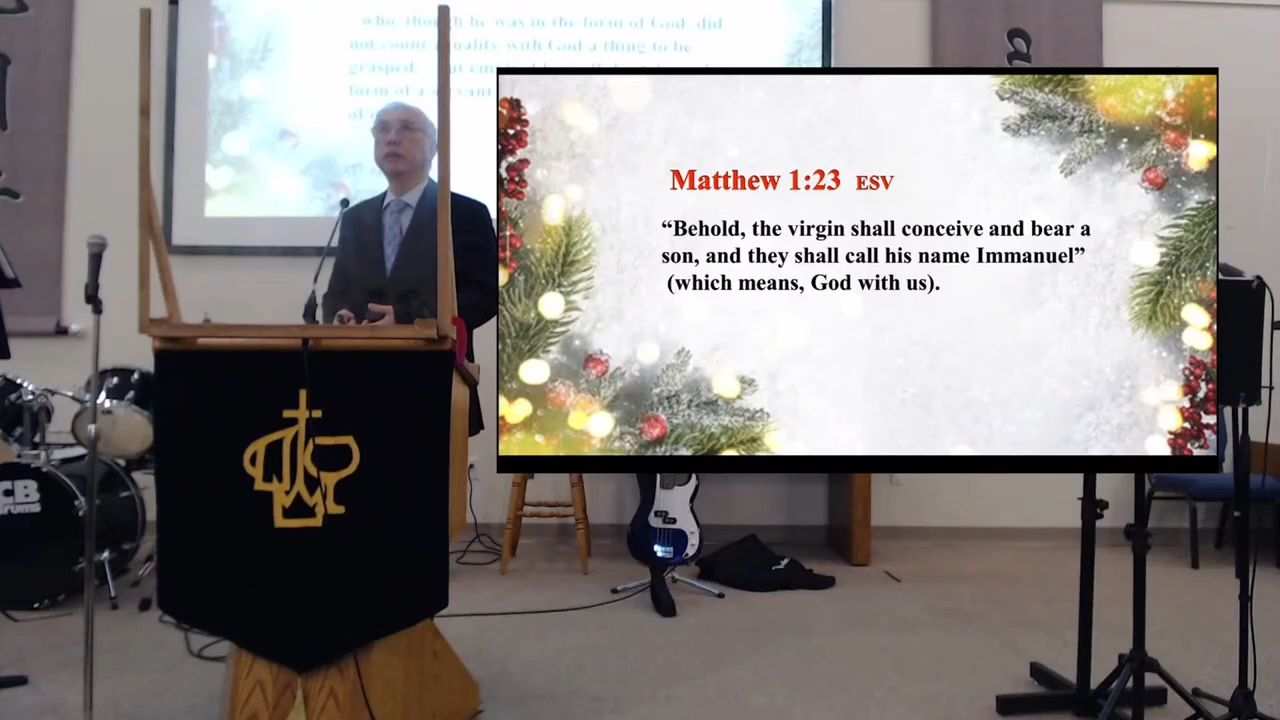 who, though he was in the form of God, did
not count equality with God a thing to be
grasped,
form of a servant
Matthew 1:23 ESV
“Behold, the virgin shall conceive and bear a
son, and they shall call his name Immanuel”
(which means, God with us).
CB